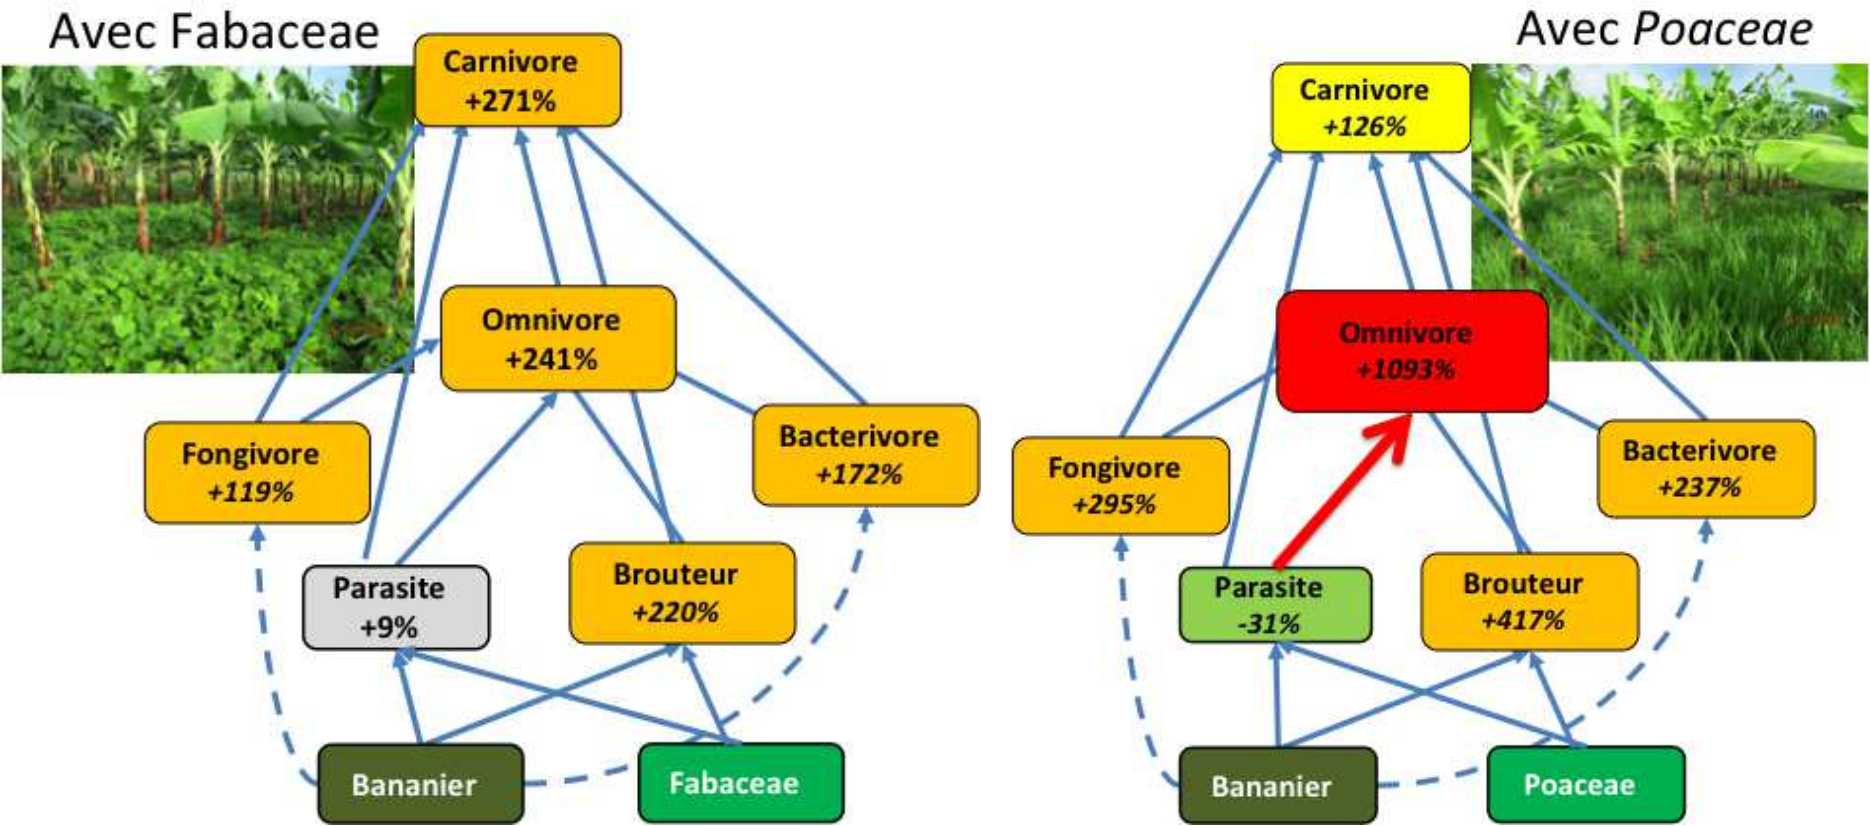 Avec Fabaceae
Carnivore
+271%
Omnivore
+241%
Fongivore
+119%
Bacterivore
+172%
Parasite
+9%
Brouteur
+220%
Bananier
Fabaceae
Avec Poaceae
Carnivore
+126%
Omnivore
+1093%
Fongivore
+295%
Bacterivore
+237%
Parasite
-31%
Brouteur
+417%
Bananier
Poaceae